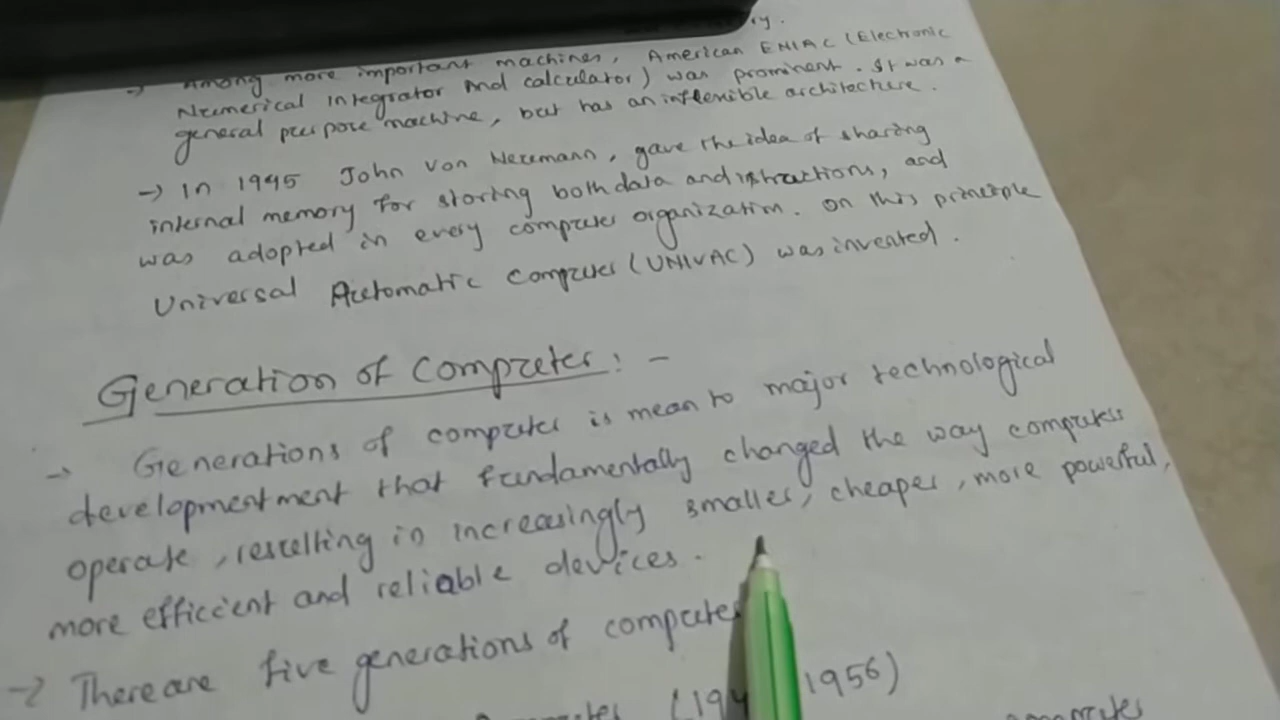 → Among more important machines, American ENIAC (Electronic
Numerical Integrator And calculator) was prominent. It was a
general purpose machine, but has an inflexible architecture.
→ In 1945 John Von Neumann, gave the idea of sharing
internal memory for storing both data and instructions, and
was adopted in every computer organization. On this principle
Universal Automatic Computer (UNIVAC) was invented.
Generation of Computer: -
→ Generations of computer is mean to major technological
developmentment that fundamentally changed the way computers
operate, resulting in increasingly smaller, cheaper, more powerful,
more efficient and reliable devices.
→ There are five generations of computer
1956)